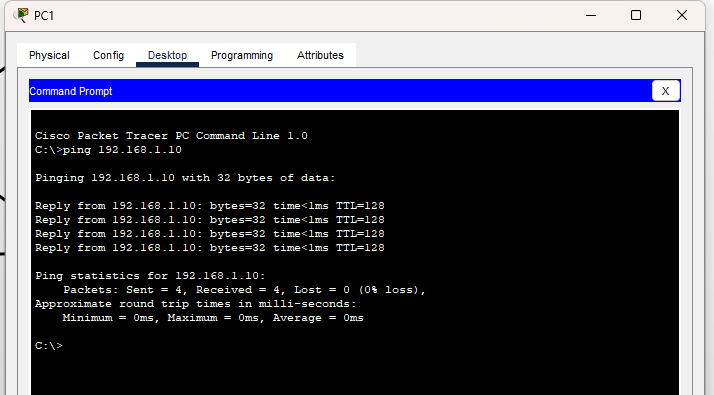 PC1
Physical Config Desktop Programming Attributes
Command Prompt X
Cisco Packet Tracer PC Command Line 1.0
C:\>ping 192.168.1.10
Pinging 192.168.1.10 with 32 bytes of data:
Reply from 192.168.1.10: bytes=32 time<1ms TTL=128
Reply from 192.168.1.10: bytes=32 time<1ms TTL=128
Reply from 192.168.1.10: bytes=32 time<1ms TTL=128
Reply from 192.168.1.10: bytes=32 time<1ms TTL=128
Ping statistics for 192.168.1.10:
Packets: Sent = 4, Received = 4, Lost = 0 (0% loss),
Approximate round trip times in milli-seconds:
Minimum = 0ms, Maximum = 0ms, Average = 0ms
C:\>